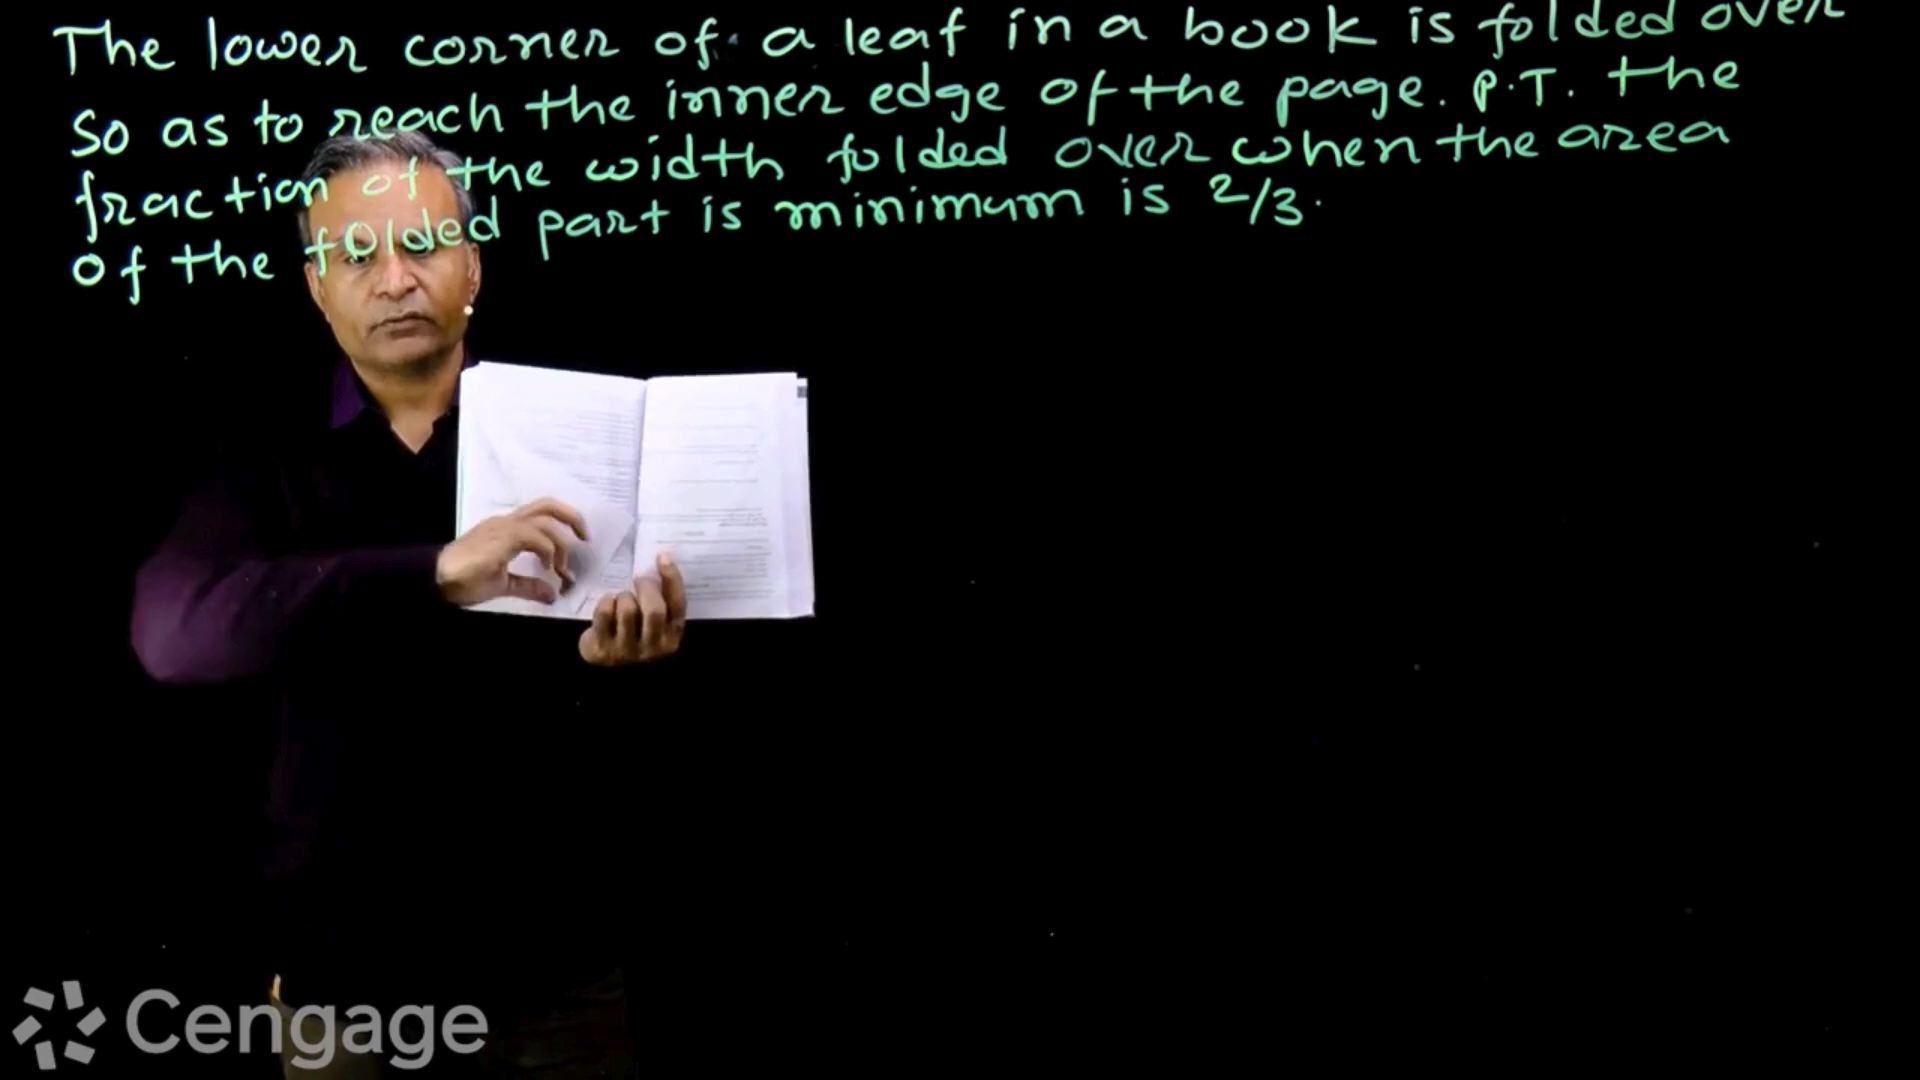 The lower corner of a leaf in a book is folded over
So as to reach the inner edge of the page. P.T. the
fraction of the width folded over when the area
of the folded part is minimum is 2/3.
Cengage